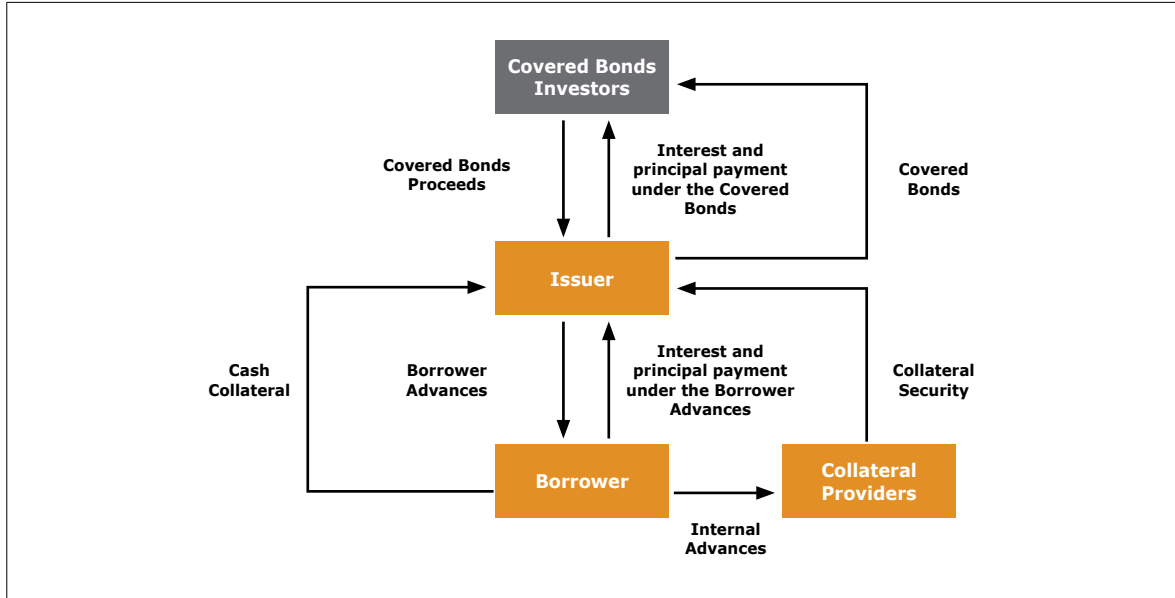 Covered Bonds
Investors
Covered Bonds
Proceeds
Interest and
principal payment
under the Covered
Bonds
Covered
Bonds
Issuer
Cash
Collateral
Borrower
Advances
Interest and
principal payment
under the Borrower
Advances
Collateral
Security
Borrower
Collateral
Providers
Internal
Advances